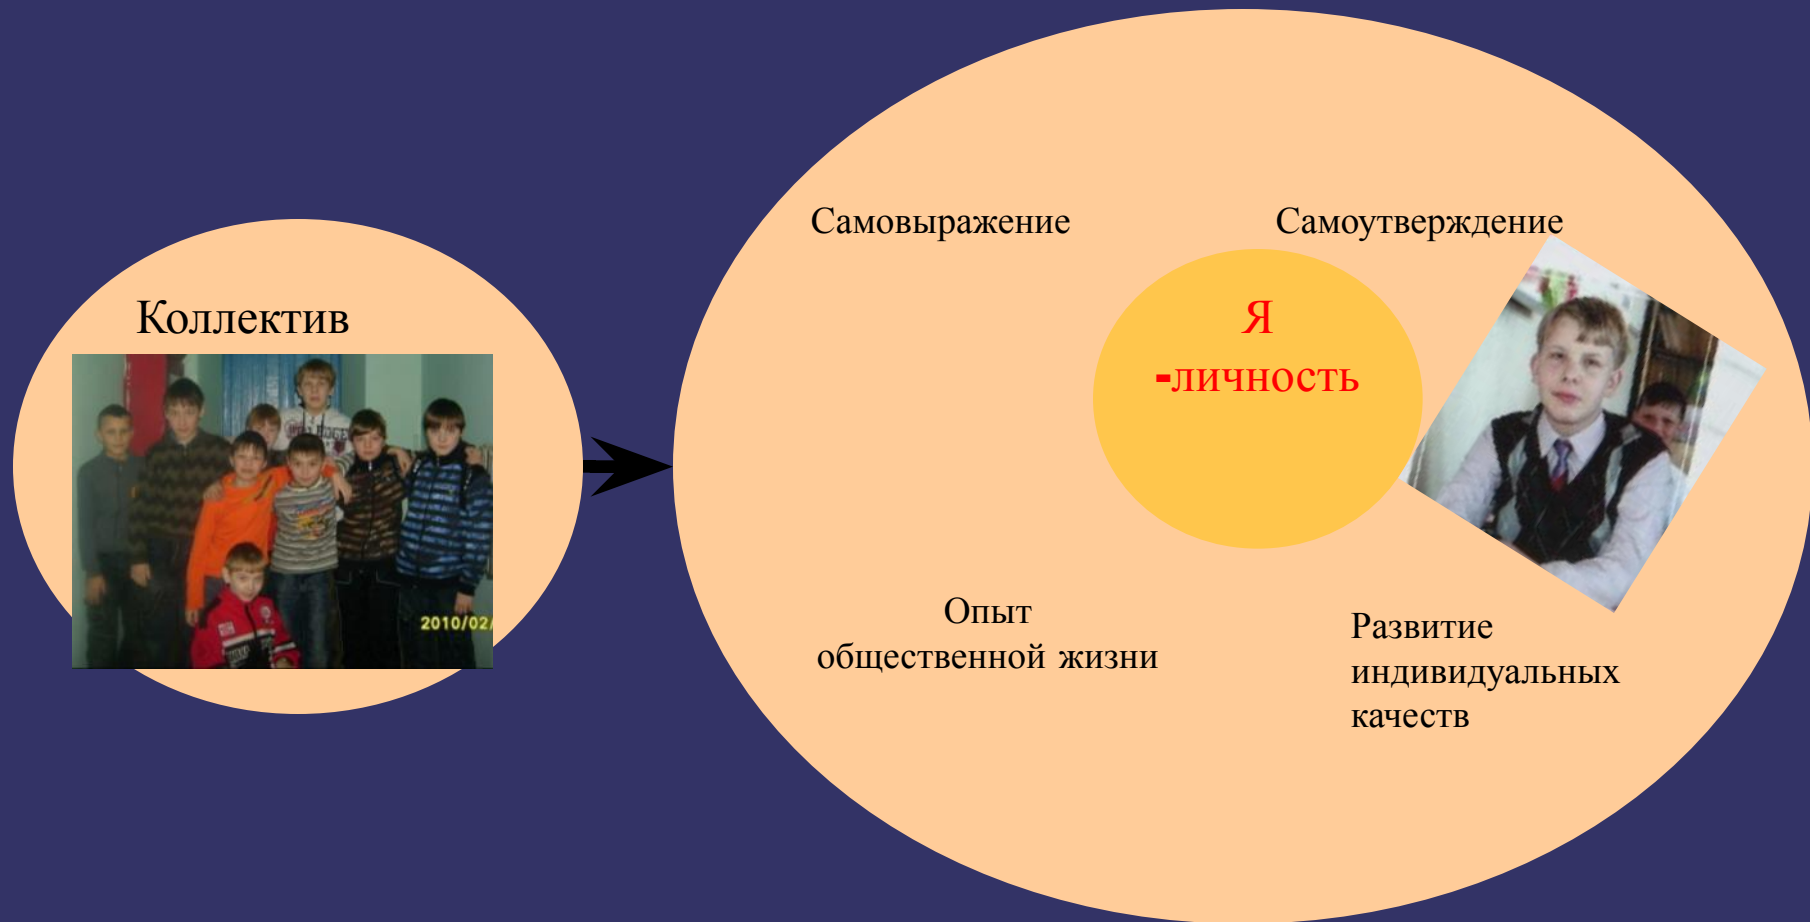 Коллектив
2010/02/
Самовыражение
Самоутверждение
Я
-личность
Опыт
общественной жизни
Развитие
индивидуальных
качеств